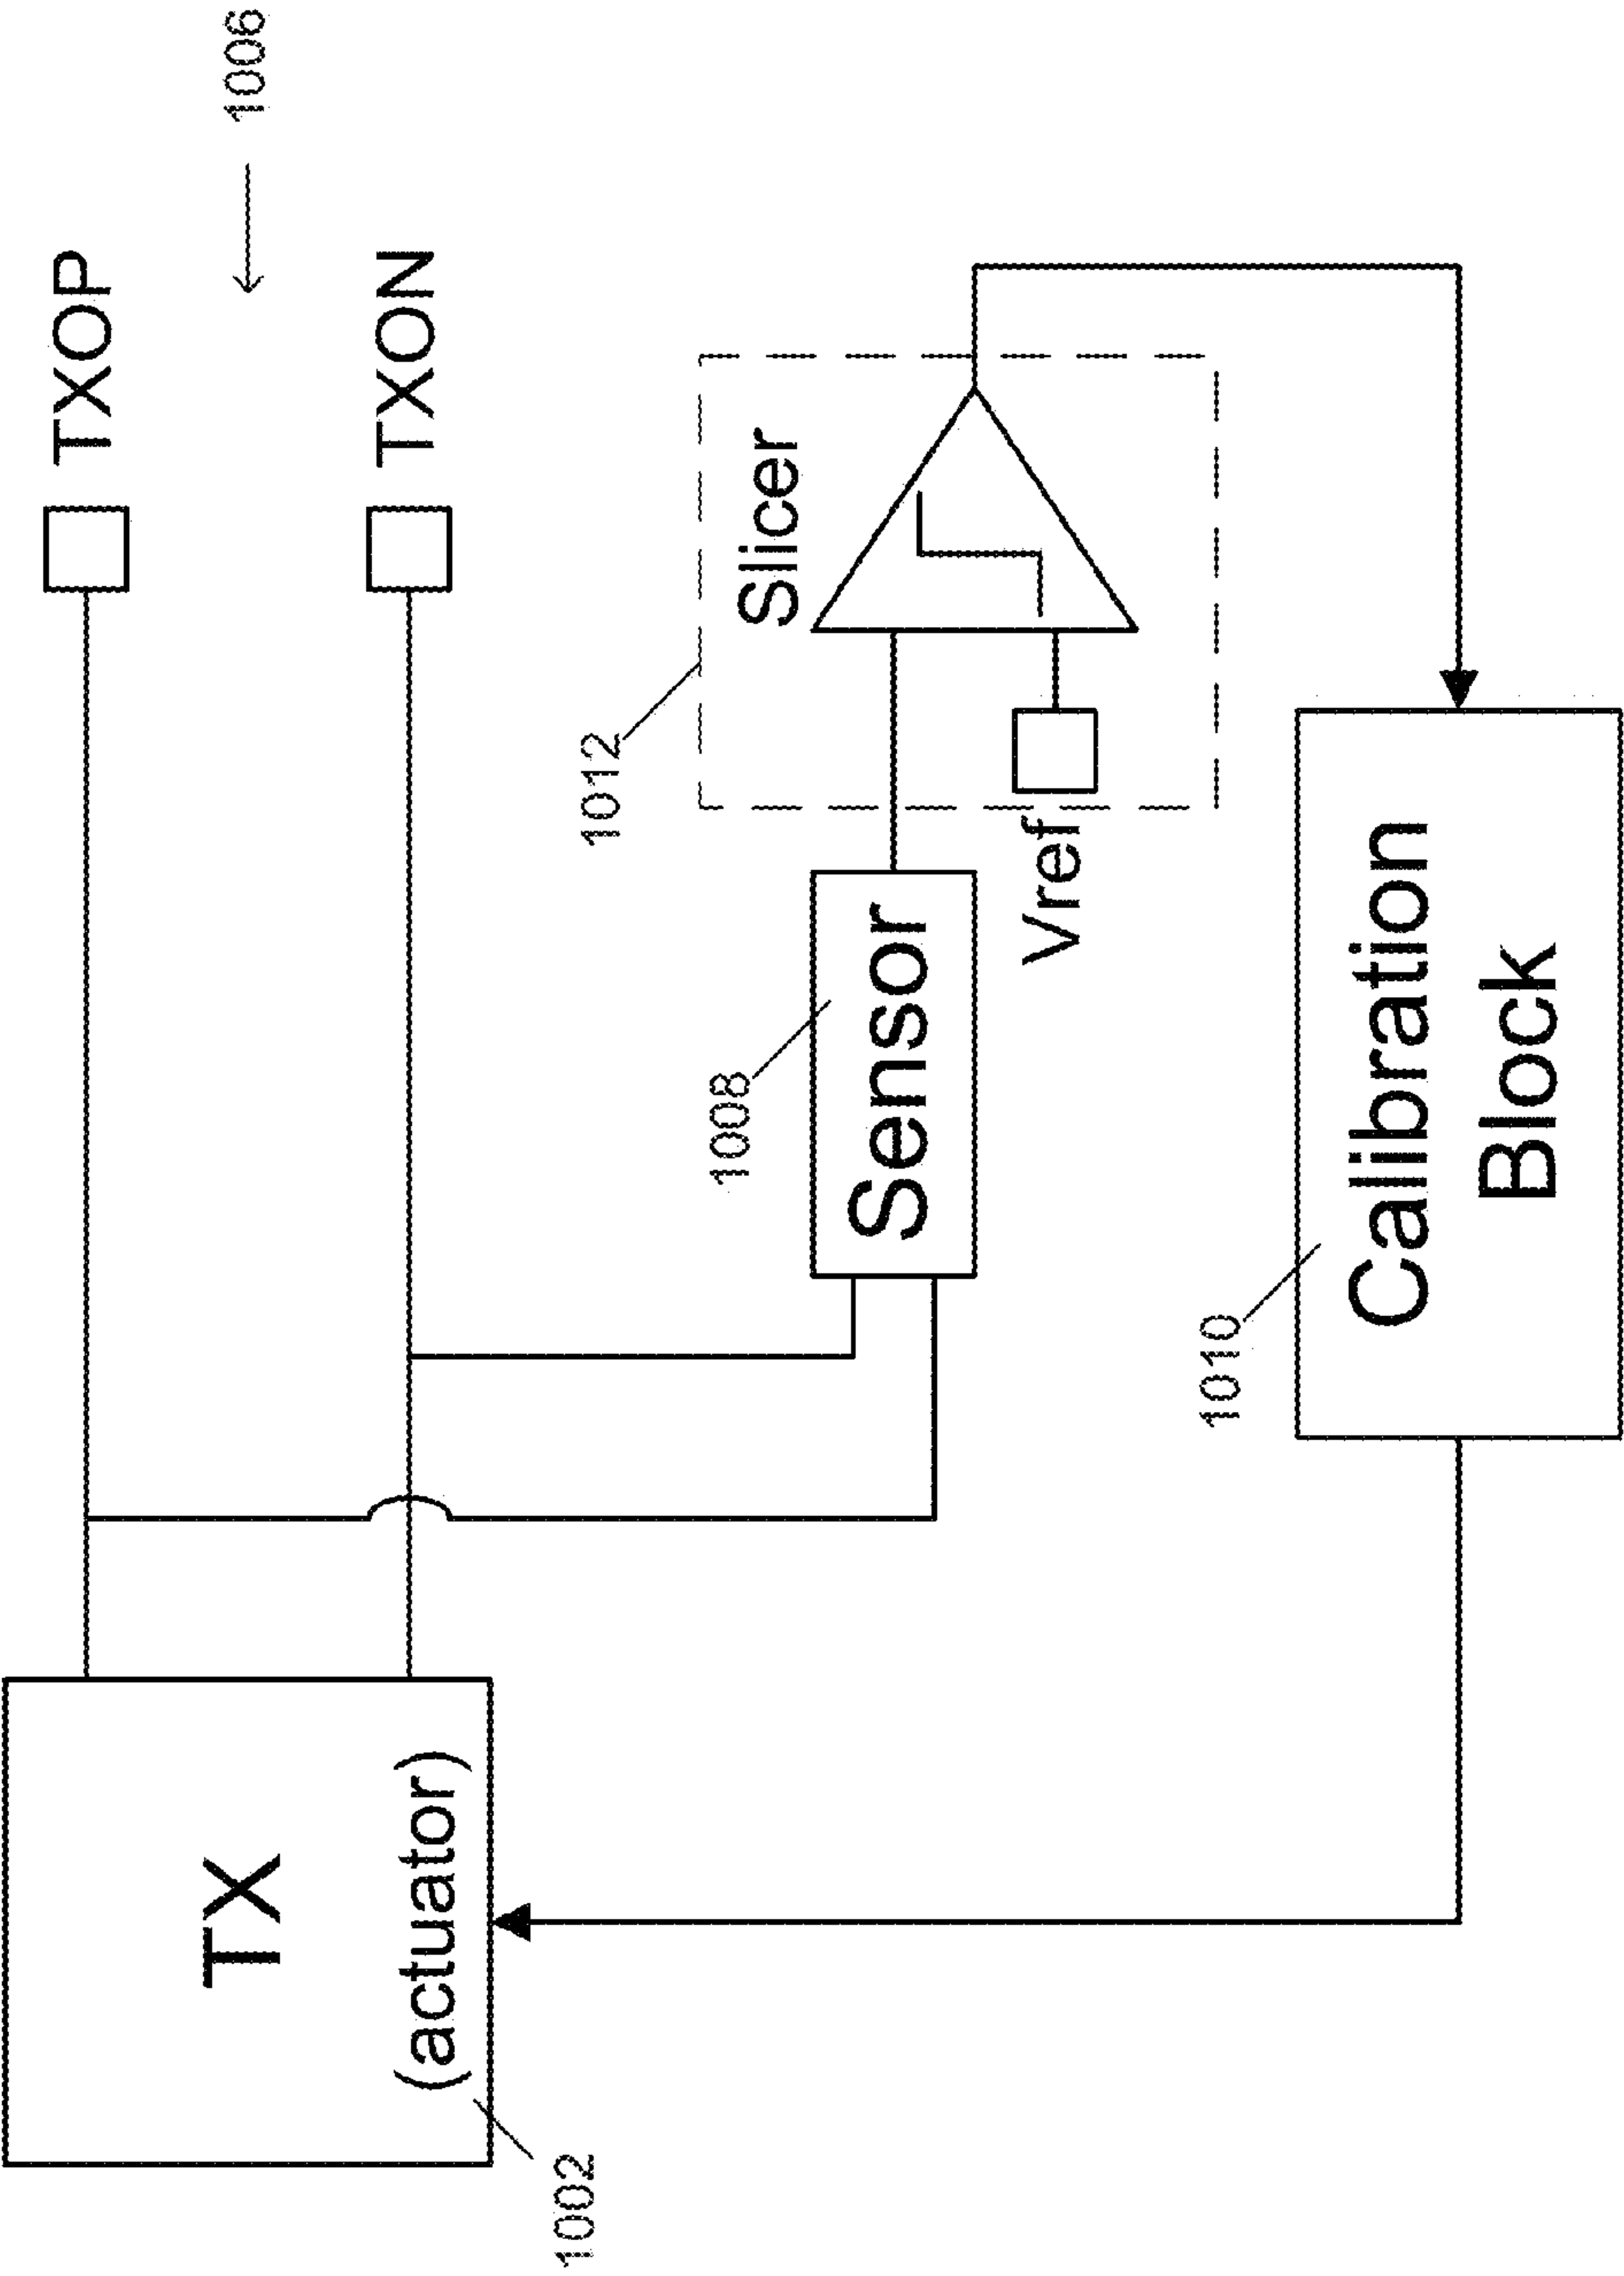 TX
(actuator)
1002
TXOP
TXON
1006
Sensor
1008
Slicer
1012
Vref
Calibration
Block
1010